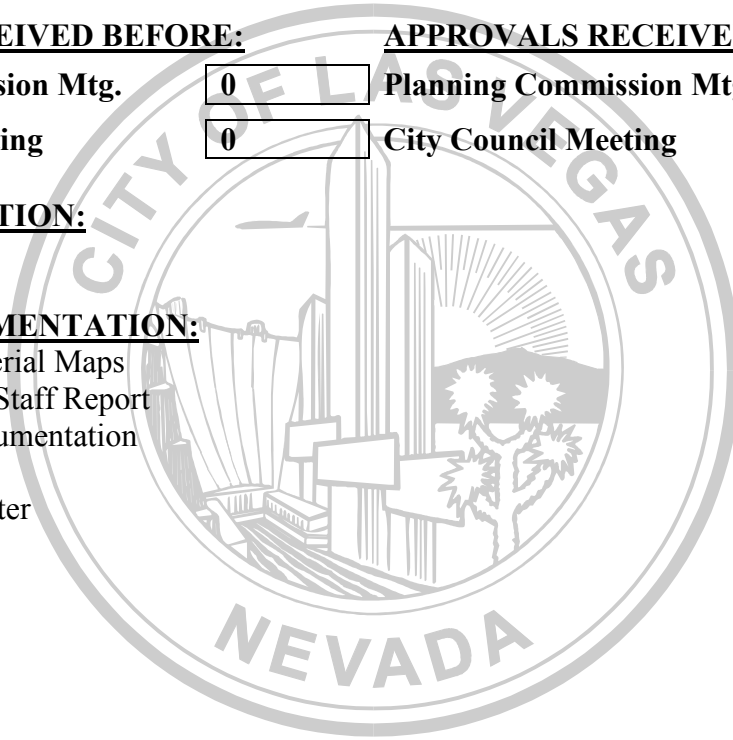 EIVED BEFORE: APPROVALS RECEIVE
sion Mtg. 0 Planning Commission Mt
ing 0 City Council Meeting
TION:
MENTATION:
erial Maps
Staff Report
umentation
ter
CITY OF LAS VEGAS
NEVADA